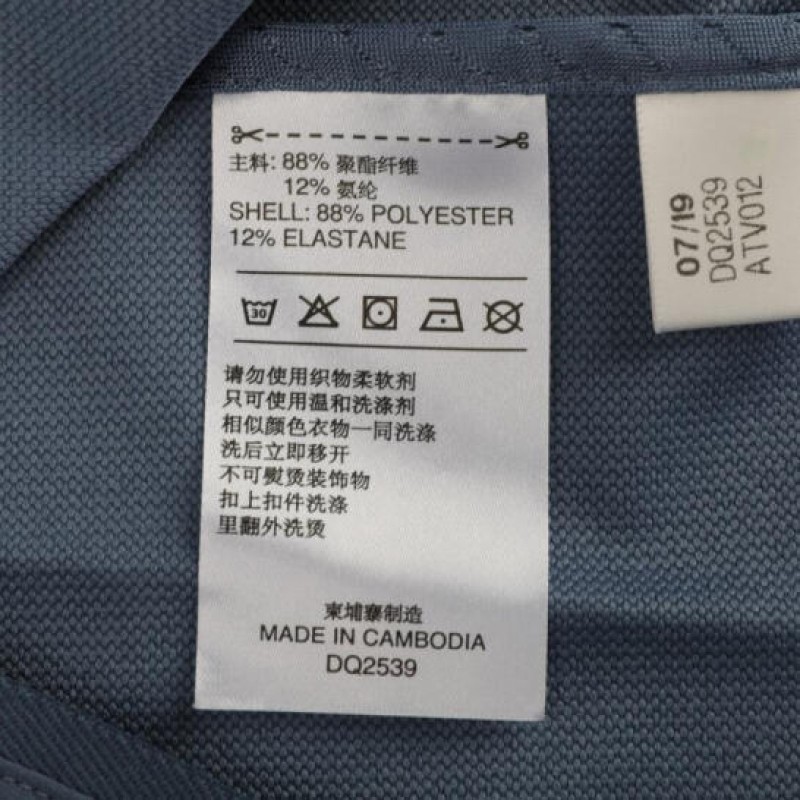 主料: 88% 聚酯纤维
12% 氨纶
SHELL: 88% POLYESTER
12% ELASTANE
30
请勿使用织物柔软剂
只可使用温和洗涤剂
相似颜色衣物一同洗涤
洗后立即移开
不可熨烫装饰物
扣上扣件洗涤
里翻外洗烫
柬埔寨制造
MADE IN CAMBODIA
DQ2539
07/19
DQ2539
ATV012